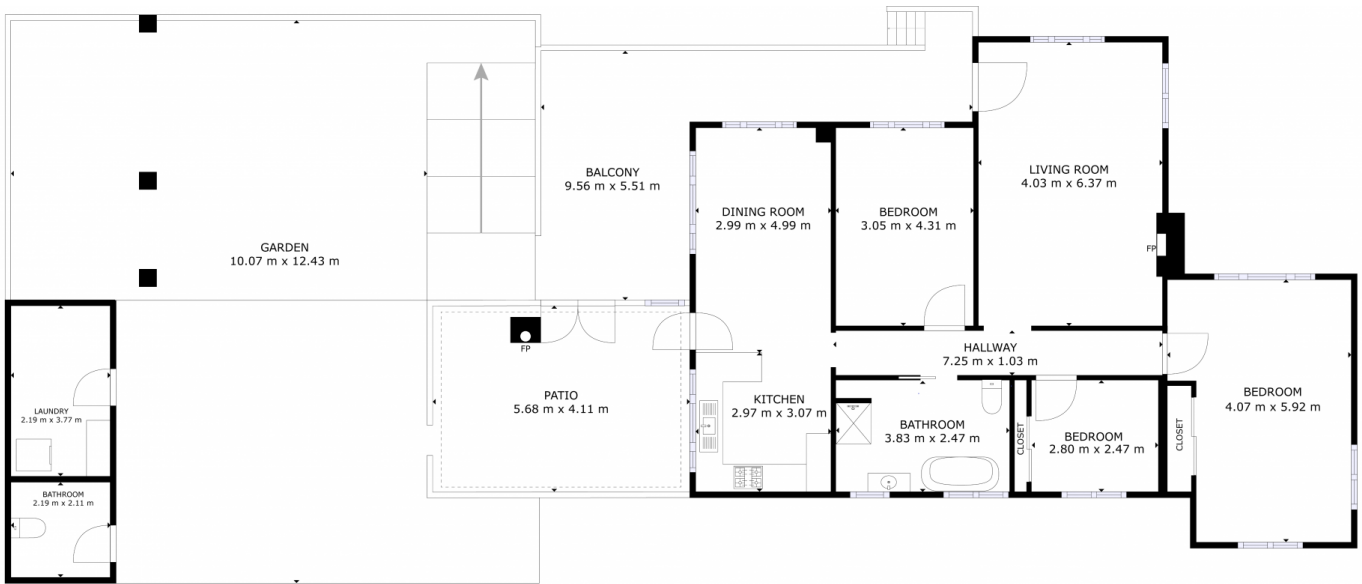 LIVING ROOM
4.03 m x 6.37 m
BALCONY
9.56 m x 5.51 m
DINING ROOM
2.99 m x 4.99 m
BEDROOM
3.05 m x 4.31 m
GARDEN
10.07 m x 12.43 m
FP
FP
HALLWAY
7.25 m x 1.03 m
PATIO
5.68 m x 4.11 m
KITCHEN
2.97 m x 3.07 m
BATHROOM
3.83 m x 2.47 m
CLOSET
BEDROOM
2.80 m x 2.47 m
CLOSET
BEDROOM
4.07 m x 5.92 m
LAUNDRY
2.19 m x 3.77 m
BATHROOM
2.19 m x 2.11 m